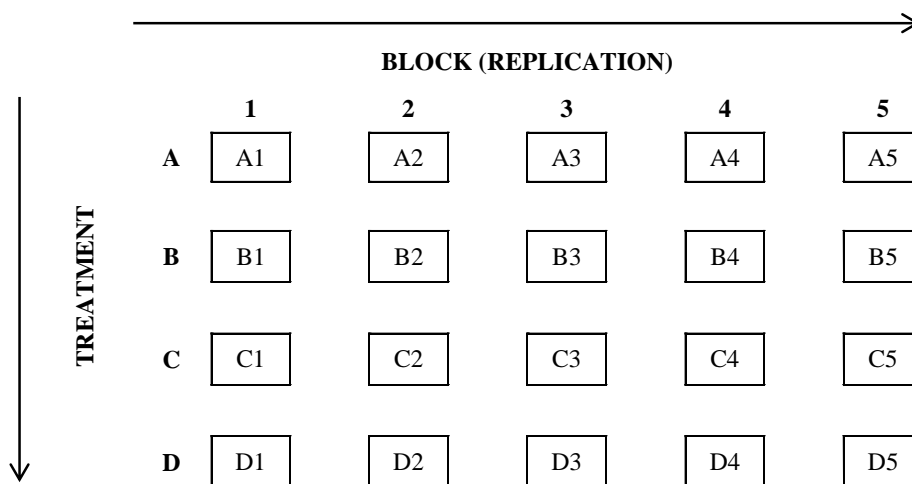 BLOCK (REPLICATION)
1 2 3 4 5
TREATMENT
A A1 A2 A3 A4 A5
B B1 B2 B3 B4 B5
C C1 C2 C3 C4 C5
D D1 D2 D3 D4 D5